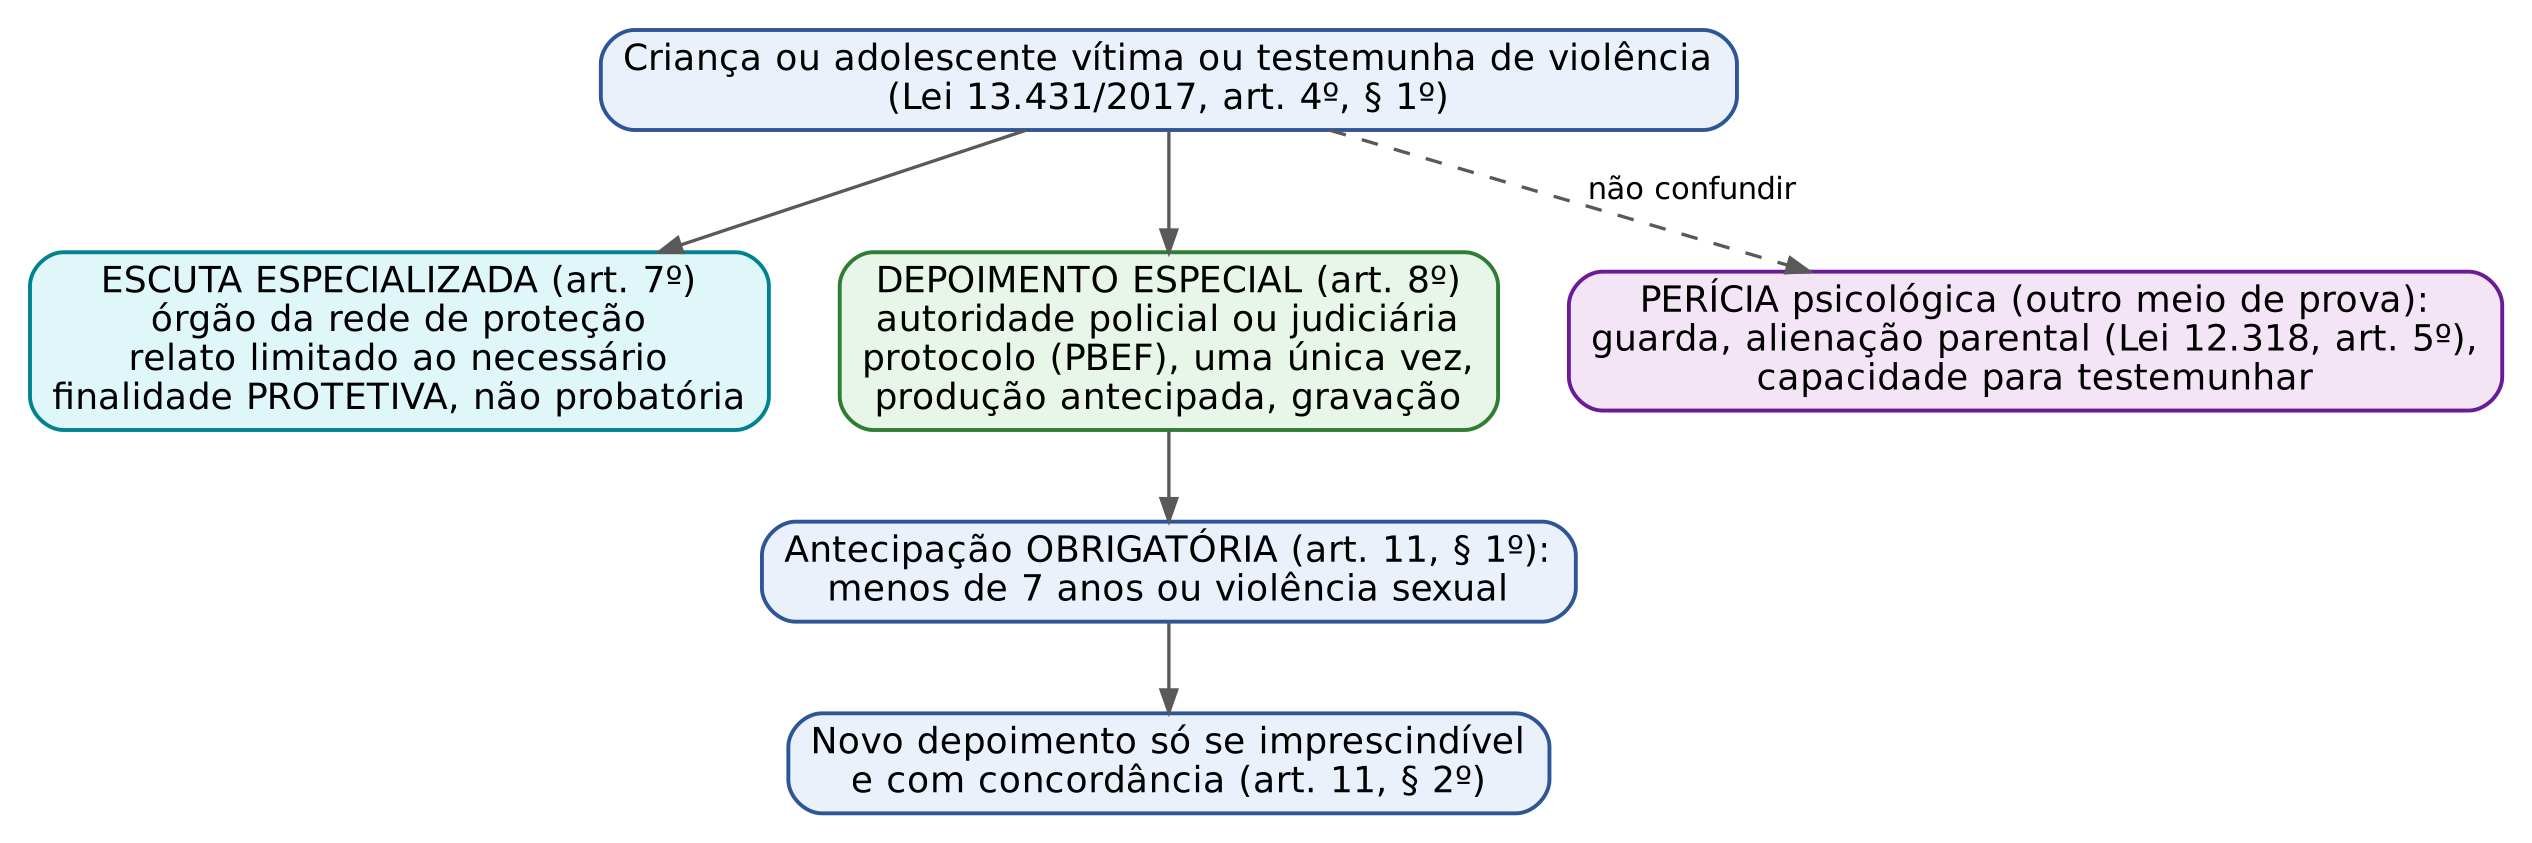 Criança ou adolescente vítima ou testemunha de violência
(Lei 13.431/2017, art. 4º, § 1º)
não confundir
ESCUTA ESPECIALIZADA (art. 7º)
órgão da rede de proteção
relato limitado ao necessário
finalidade PROTETIVA, não probatória
DEPOIMENTO ESPECIAL (art. 8º)
autoridade policial ou judiciária
protocolo (PBEF), uma única vez,
produção antecipada, gravação
PERÍCIA psicológica (outro meio de prova):
guarda, alienação parental (Lei 12.318, art. 5º),
capacidade para testemunhar
Antecipação OBRIGATÓRIA (art. 11, § 1º):
menos de 7 anos ou violência sexual
Novo depoimento só se imprescindível
e com concordância (art. 11, § 2º)